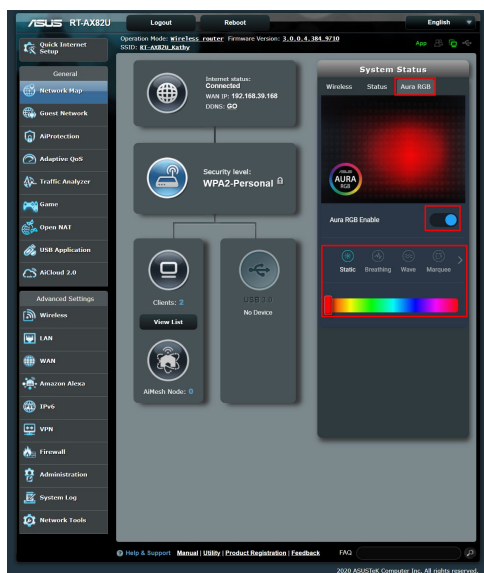 ASUS RT-AX82U Logout Reboot English
Operation Mode: Wireless router Firmware Version: 3.0.0.4.384_9710
SSID: RT-AX82U_Kathy
App
Quick Internet
Setup
General
Network Map
Guest Network
AiProtection
Adaptive QoS
Traffic Analyzer
Game
Open NAT
USB Application
AiCloud 2.0
Advanced Settings
Wireless
LAN
WAN
Amazon Alexa
IPv6
VPN
Firewall
Administration
System Log
Network Tools
Internet status:
Connected
WAN IP: 192.168.39.168
DDNS: GO
Security level:
WPA2-Personal
Clients: 2
View List
AiMesh Node: 0
USB 3.0
No Device
System Status
Wireless Status Aura RGB
ASUS
AURA
RGB
Aura RGB Enable
Static Breathing Wave Marquee
Help & Support Manual | Utility | Product Registration | Feedback FAQ
2020 ASUSTeK Computer Inc. All rights reserved.